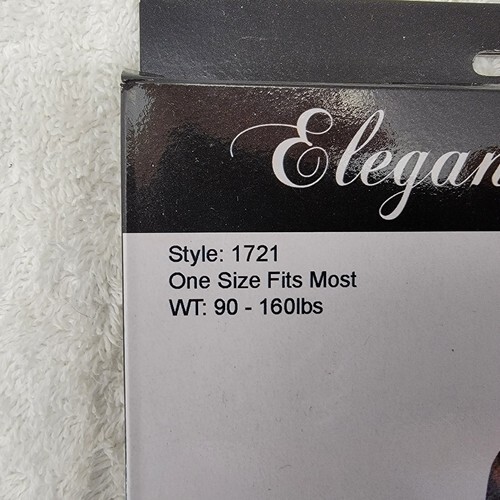 Elegan
Style: 1721
One Size Fits Most
WT: 90 - 160lbs